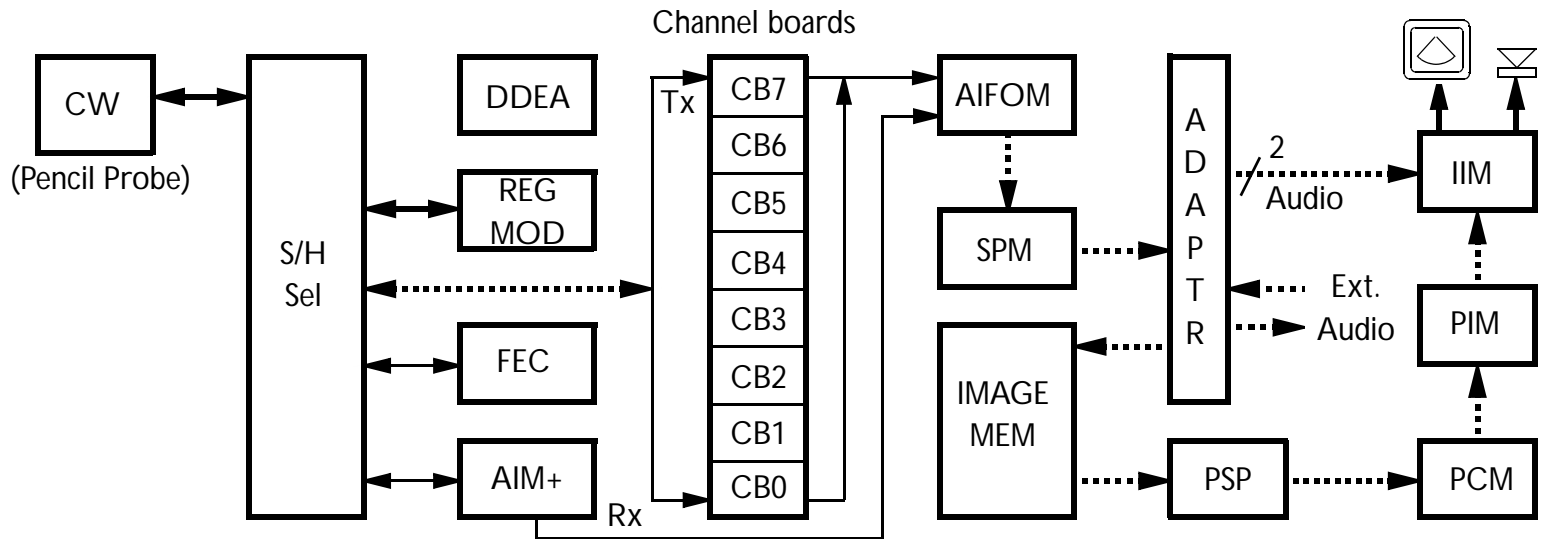 Channel boards
CW
(Pencil Probe)
S/H
Sel
DDEA
REG
MOD
FEC
AIM+
Tx
Rx
CB7
CB6
CB5
CB4
CB3
CB2
CB1
CB0
AIFOM
SPM
IMAGE
MEM
A
D
A
P
T
R
2
Audio
Ext.
Audio
PSP
IIM
PIM
PCM